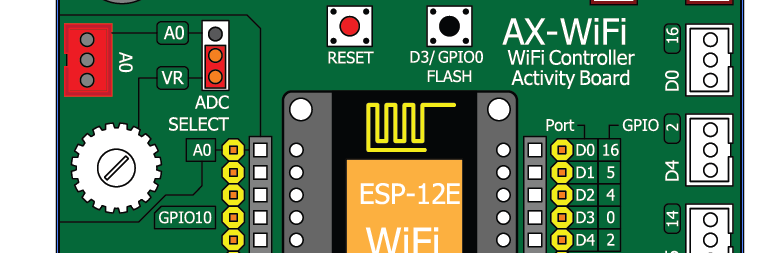 A0
A0
VR
ADC
SELECT
A0
GPIO10
RESET
D3/GPIO0
FLASH
AX-WiFi
WiFi Controller
Activity Board
ESP-12E
WiFi
Port GPIO
D0 16
D1 5
D2 4
D3 0
D4 2
16
D0
2
D4
14